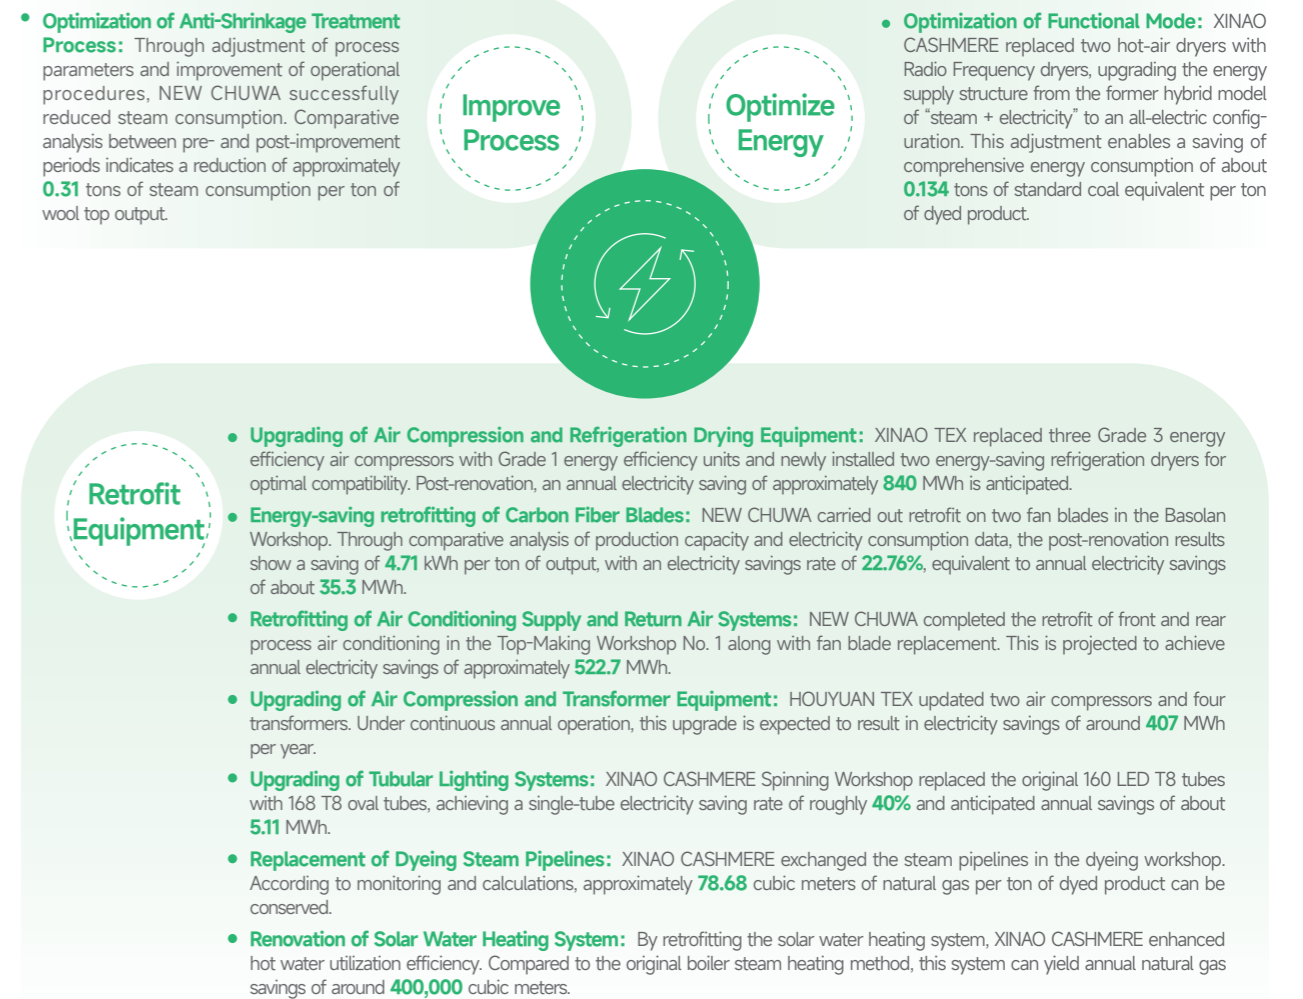 Optimization of Anti-Shrinkage Treatment
Process: Through adjustment of process
parameters and improvement of operational
procedures, NEW CHUWA successfully
reduced steam consumption. Comparative
analysis between pre- and post-improvement
periods indicates a reduction of approximately
0.31 tons of steam consumption per ton of
wool top output.
Improve
Process
Optimize
Energy
Optimization of Functional Mode: XINAO
CASHMERE replaced two hot-air dryers with
Radio Frequency dryers, upgrading the energy
supply structure from the former hybrid model
of “steam + electricity” to an all-electric config-
uration. This adjustment enables a saving of
comprehensive energy consumption of about
0.134 tons of standard coal equivalent per ton
of dyed product.
Retrofit
Equipment
Upgrading of Air Compression and Refrigeration Drying Equipment: XINAO TEX replaced three Grade 3 energy
efficiency air compressors with Grade 1 energy efficiency units and newly installed two energy-saving refrigeration dryers for
optimal compatibility. Post-renovation, an annual electricity saving of approximately 840 MWh is anticipated.
Energy-saving retrofitting of Carbon Fiber Blades: NEW CHUWA carried out retrofit on two fan blades in the Basolan
Workshop. Through comparative analysis of production capacity and electricity consumption data, the post-renovation results
show a saving of 4.71 kWh per ton of output, with an electricity savings rate of 22.76%, equivalent to annual electricity savings
of about 35.3 MWh.
Retrofitting of Air Conditioning Supply and Return Air Systems: NEW CHUWA completed the retrofit of front and rear
process air conditioning in the Top-Making Workshop No. 1 along with fan blade replacement. This is projected to achieve
annual electricity savings of approximately 522.7 MWh.
Upgrading of Air Compression and Transformer Equipment: HOUYUAN TEX updated two air compressors and four
transformers. Under continuous annual operation, this upgrade is expected to result in electricity savings of around 407 MWh
per year.
Upgrading of Tubular Lighting Systems: XINAO CASHMERE Spinning Workshop replaced the original 160 LED T8 tubes
with 168 T8 oval tubes, achieving a single-tube electricity saving rate of roughly 40% and anticipated annual savings of about
5.11 MWh.
Replacement of Dyeing Steam Pipelines: XINAO CASHMERE exchanged the steam pipelines in the dyeing workshop.
According to monitoring and calculations, approximately 78.68 cubic meters of natural gas per ton of dyed product can be
conserved.
Renovation of Solar Water Heating System: By retrofitting the solar water heating system, XINAO CASHMERE enhanced
hot water utilization efficiency. Compared to the original boiler steam heating method, this system can yield annual natural gas
savings of around 400,000 cubic meters.